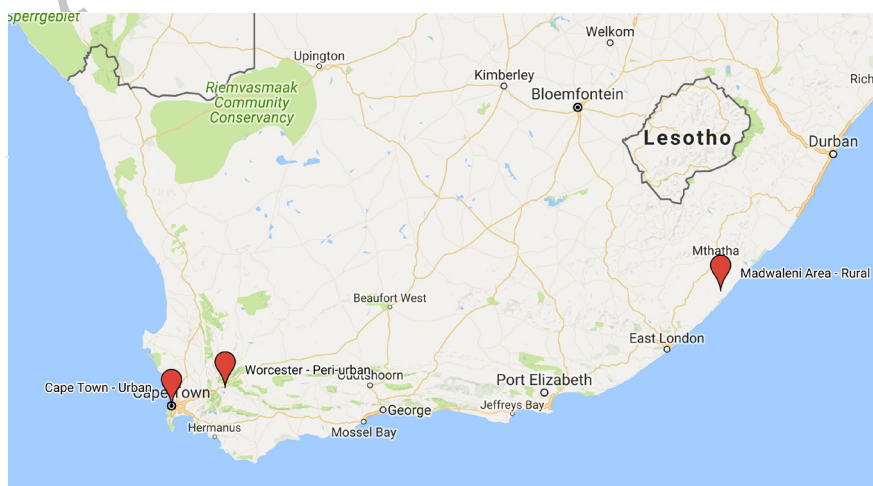 Sperrgebiet
Welkom
Upington
Kimberley
Riemvasmaak
Community
Conservancy
Bloemfontein
Rich
Lesotho
Durban
Mthatha
Madwaleni Area - Rural
Beaufort West
East London
Worcester - Peri-urban
Oudtshoorn
Cape Town - Urban
Cape Town
Port Elizabeth
George
Jeffreys Bay
Hermanus
Mossel Bay